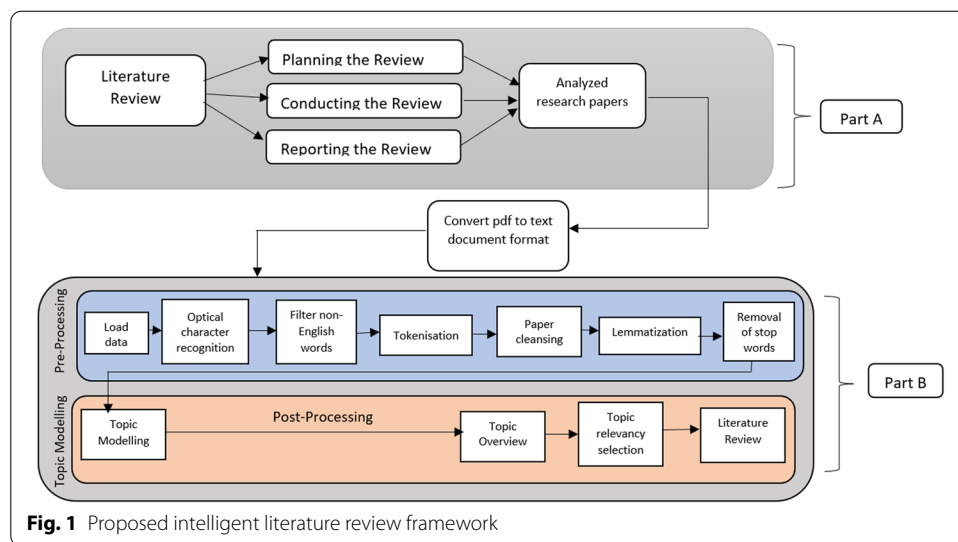 Literature
Review
Planning the Review
Conducting the Review
Reporting the Review
Analyzed
research papers
Part A
Convert pdf to text
document format
Pre-Processing
Load
data
Optical
character
recognition
Filter non-
English
words
Tokenisation
Paper
cleansing
Lemmatization
Removal
of stop
words
Part B
Topic Modelling
Topic
Modelling
Post-Processing
Topic
Overview
Topic
relevancy
selection
Literature
Review
Fig. 1 Proposed intelligent literature review framework